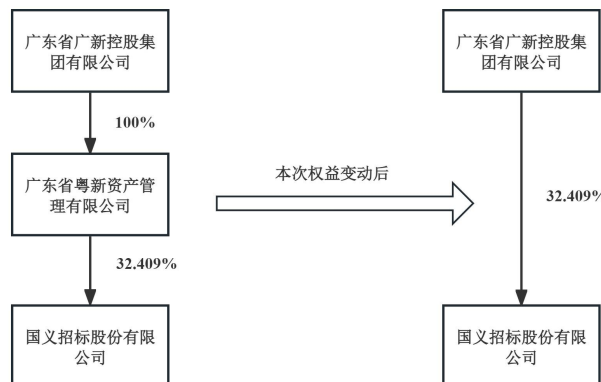 广东省广新控股集
团有限公司
100%
广东省粤新资产管
理有限公司
32.409%
国义招标股份有限
公司
本次权益变动后
广东省广新控股集
团有限公司
32.409%
国义招标股份有限
公司